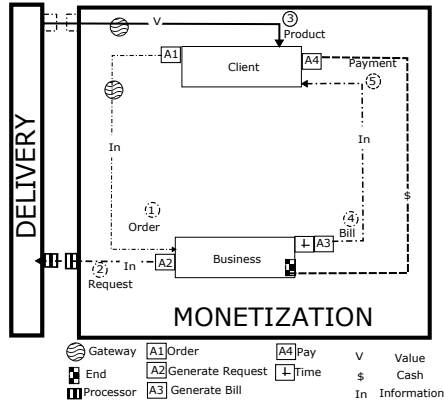 V
3
Product
A1
Client
A4
Payment
5
In
In
$
DELIVERY
1
Order
4
Bill
A3
A2
Business
2
In
Request
MONETIZATION
Gateway
A1 Order
A4 Pay
V Value
End
A2 Generate Request
Time
$ Cash
Processor
A3 Generate Bill
In Information